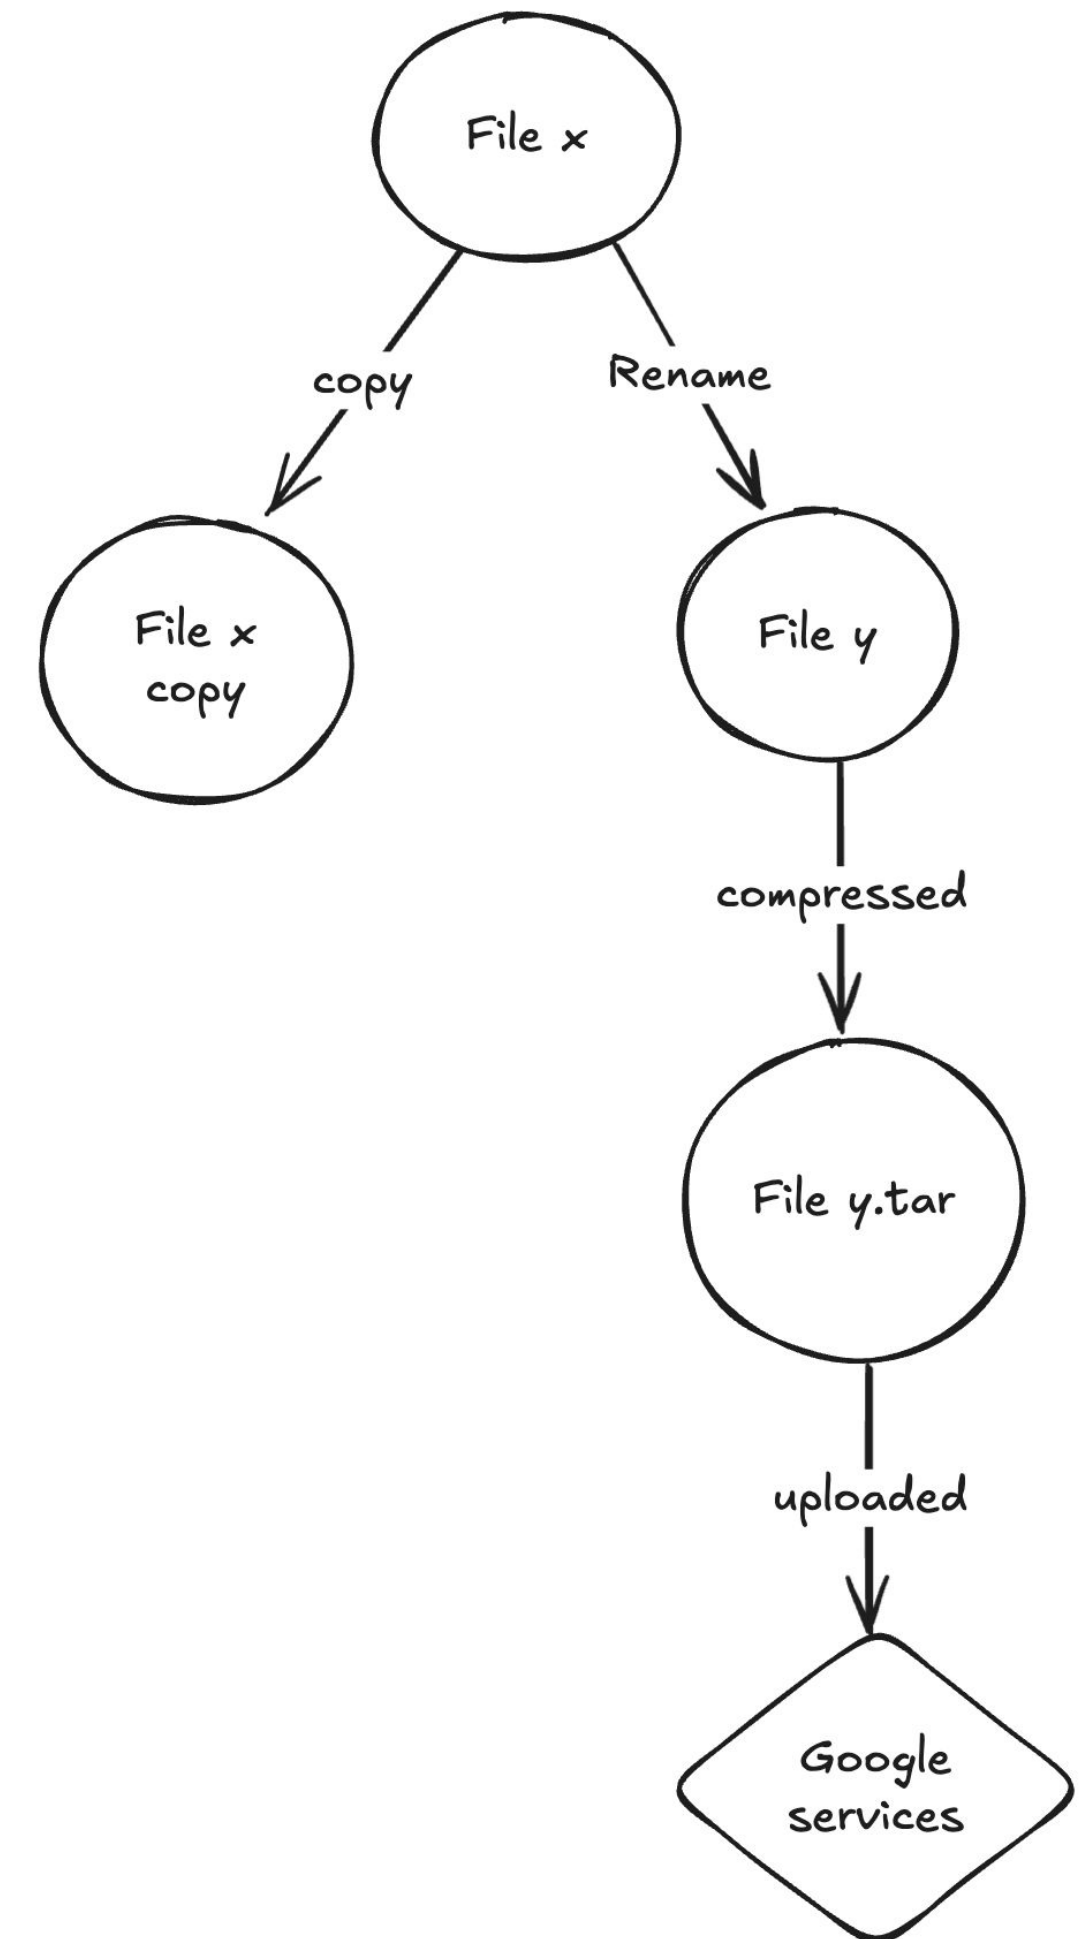 File x
copy
Rename
File x
copy
File y
compressed
File y.tar
uploaded
Google
services